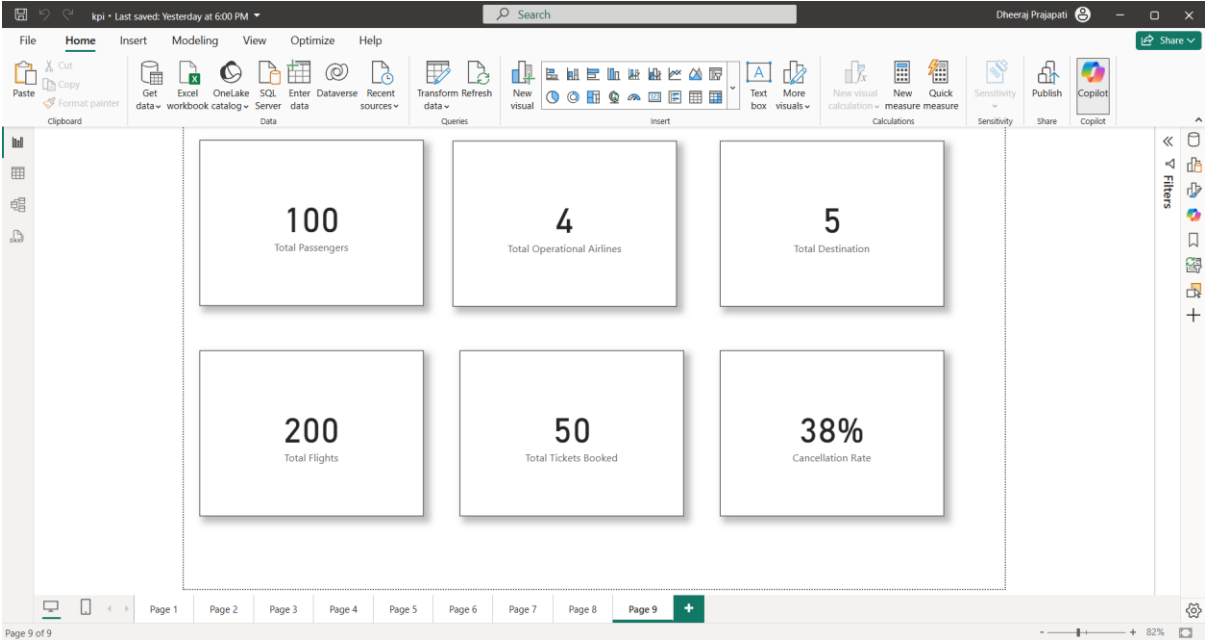 kpi • Last saved: Yesterday at 6:00 PM
Search
Dheeraj Prajapati
File Home Insert Modeling View Optimize Help
Share
Paste
Cut
Copy
Format painter
Clipboard
Get data
Excel workbook
OneLake catalog
SQL Server
Enter data
Dataverse
Recent sources
Data
Transform data
Refresh
Queries
New visual
Text box
More visuals
Insert
New visual calculation
New measure
Quick measure
Calculations
Sensitivity
Sensitivity
Publish
Share
Copilot
Copilot
Filters
100
Total Passengers
4
Total Operational Airlines
5
Total Destination
200
Total Flights
50
Total Tickets Booked
38%
Cancellation Rate
Page 1 Page 2 Page 3 Page 4 Page 5 Page 6 Page 7 Page 8 Page 9 +
Page 9 of 9
- + 82%